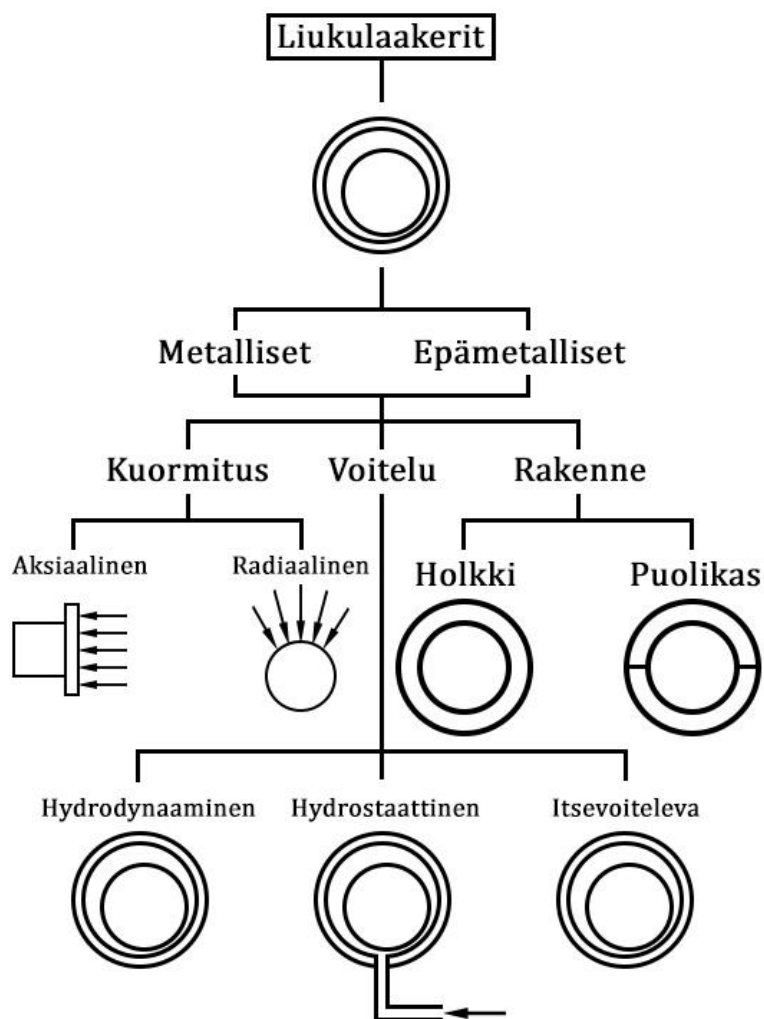 Liukulaakerit
Metalliset
Epämetalliset
Kuormitus
Voitelu
Rakenne
Aksiaalinen
Radiaalinen
Holkki
Puolikas
Hydrodynaaminen
Hydrostaattinen
Itsevoiteleva